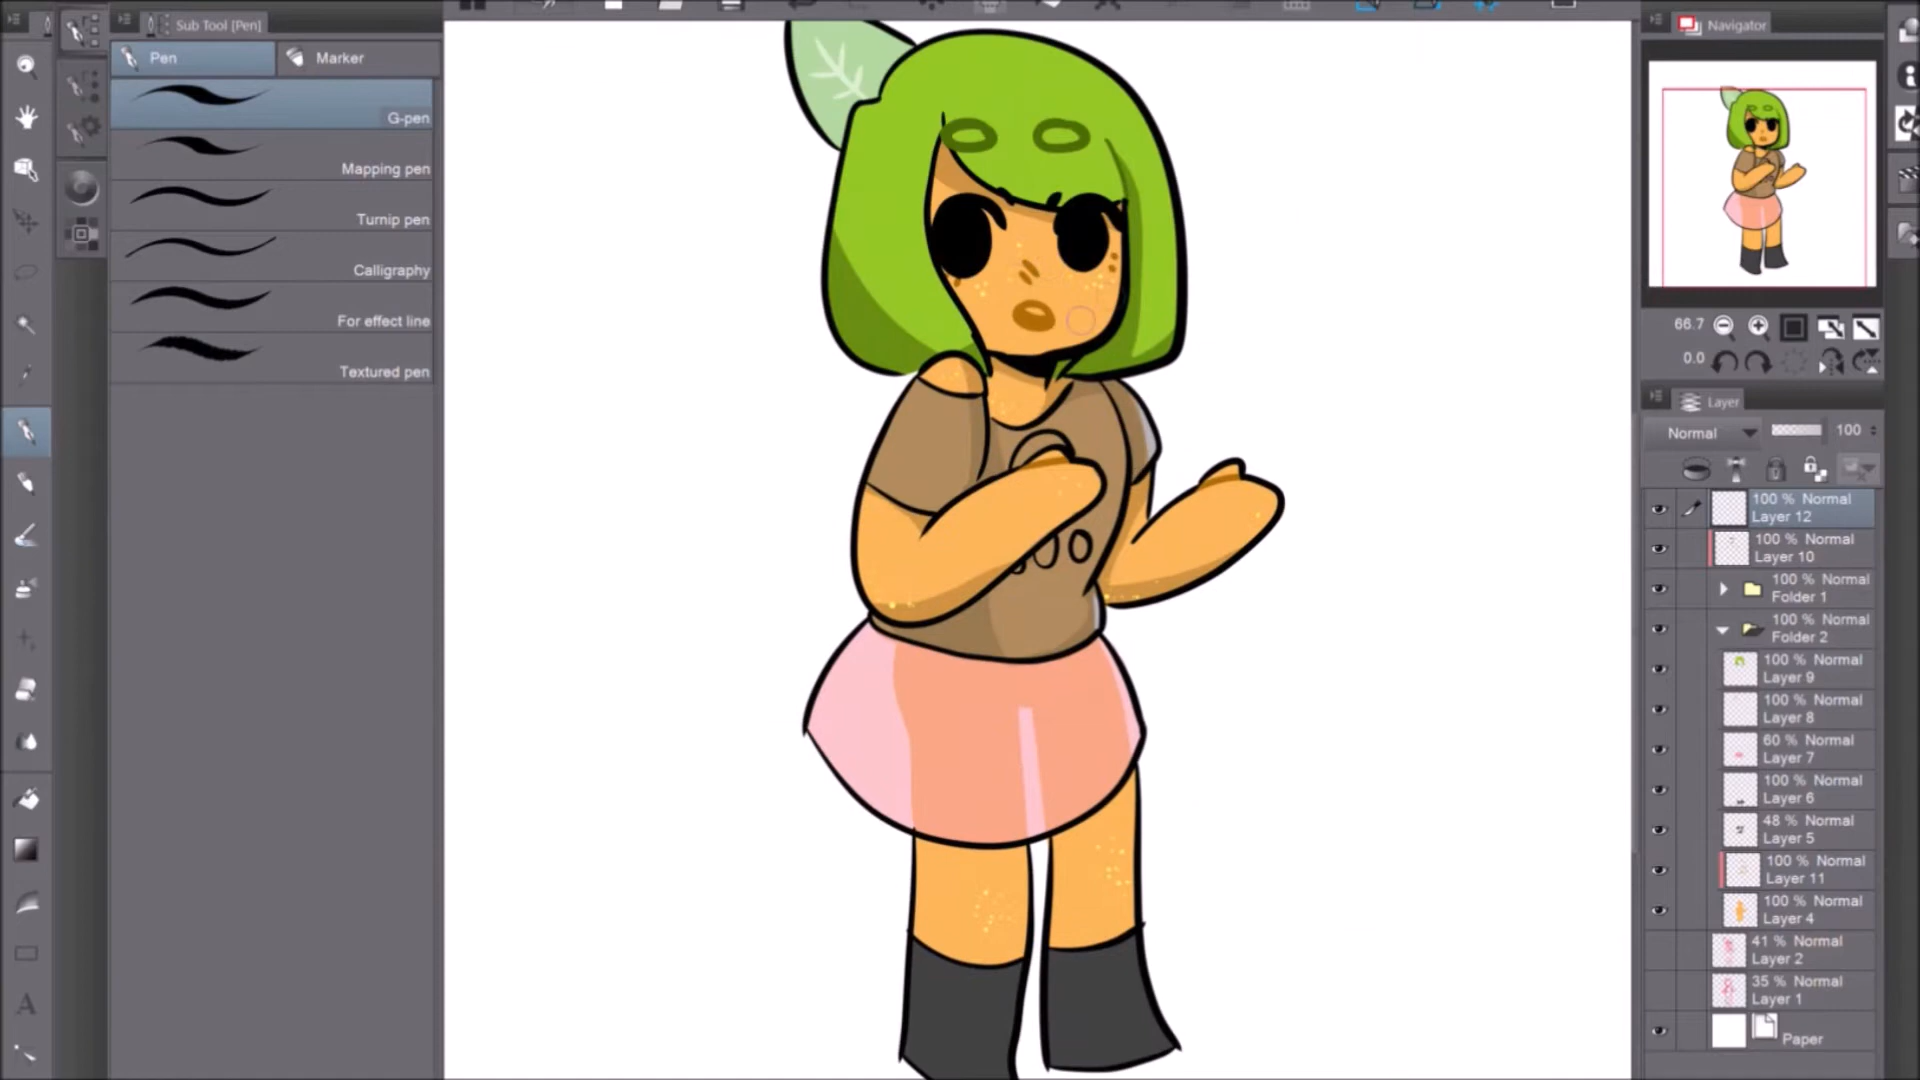 Sub Tool [Pen]
Pen
Marker
G-pen
Mapping pen
Turnip pen
Calligraphy
For effect line
Textured pen
Navigator
66.7
0.0
Layer
Normal
100
100 % Normal
Layer 12
100 % Normal
Layer 10
100 % Normal
Folder 1
100 % Normal
Folder 2
100 % Normal
Layer 9
100 % Normal
Layer 8
60 % Normal
Layer 7
100 % Normal
Layer 6
48 % Normal
Layer 5
100 % Normal
Layer 11
100 % Normal
Layer 4
41 % Normal
Layer 2
35 % Normal
Layer 1
Paper